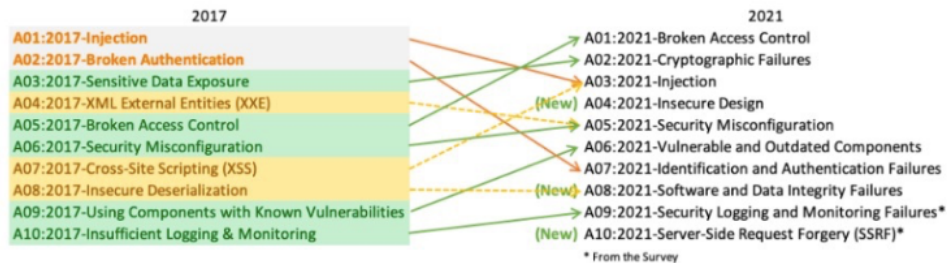 2017
A01:2017-Injection
A02:2017-Broken Authentication
A03:2017-Sensitive Data Exposure
A04:2017-XML External Entities (XXE)
A05:2017-Broken Access Control
A06:2017-Security Misconfiguration
A07:2017-Cross-Site Scripting (XSS)
A08:2017-Insecure Deserialization
A09:2017-Using Components with Known Vulnerabilities
A10:2017-Insufficient Logging & Monitoring
2021
A01:2021-Broken Access Control
A02:2021-Cryptographic Failures
A03:2021-Injection
(New) A04:2021-Insecure Design
A05:2021-Security Misconfiguration
A06:2021-Vulnerable and Outdated Components
A07:2021-Identification and Authentication Failures
(New) A08:2021-Software and Data Integrity Failures
A09:2021-Security Logging and Monitoring Failures*
(New) A10:2021-Server-Side Request Forgery (SSRF)*
* From the Survey